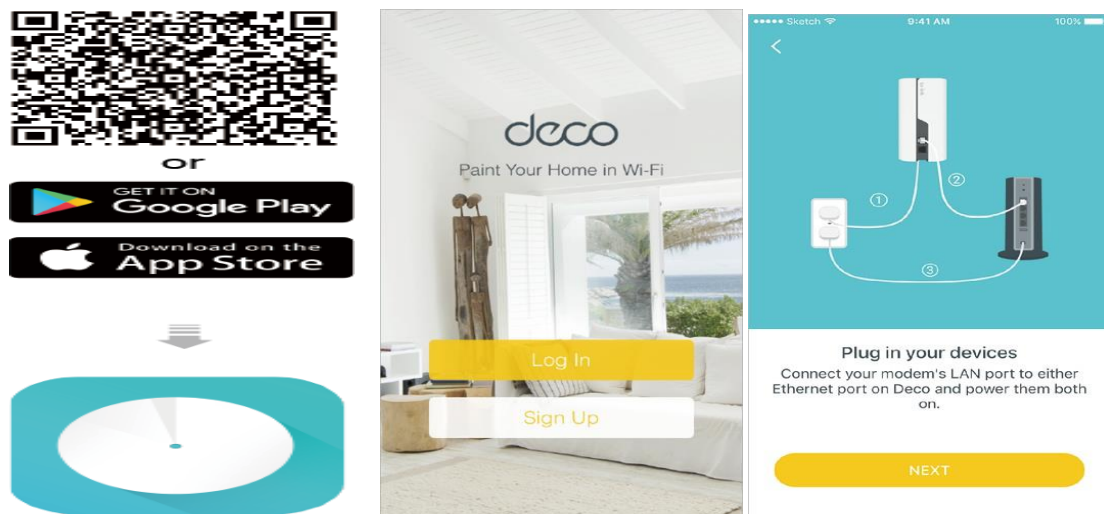 or
GET IT ON
Google Play
Download on the
App Store
deco
Paint Your Home in Wi-Fi
Log In
Sign Up
Sketch
9:41 AM
100%
1
2
3
Plug in your devices
Connect your modem's LAN port to either
Ethernet port on Deco and power them both
on.
NEXT